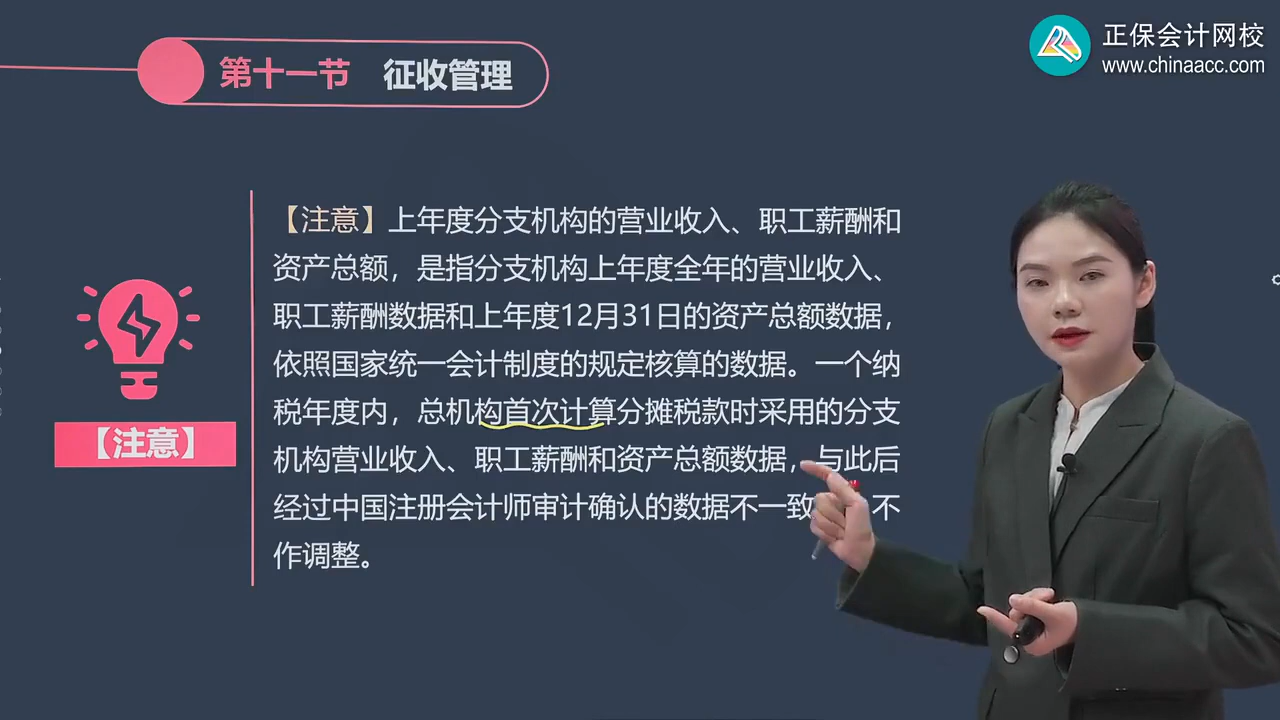 第十一节 征收管理
正保会计网校
www.chinaacc.com
【注意】上年度分支机构的营业收入、职工薪酬和
资产总额，是指分支机构上年度全年的营业收入、
职工薪酬数据和上年度12月31日的资产总额数据，
依照国家统一会计制度的规定核算的数据。一个纳
税年度内，总机构首次计算分摊税款时采用的分支
机构营业收入、职工薪酬和资产总额数据，与此后
经过中国注册会计师审计确认的数据不一致 不
作调整。
【注意】